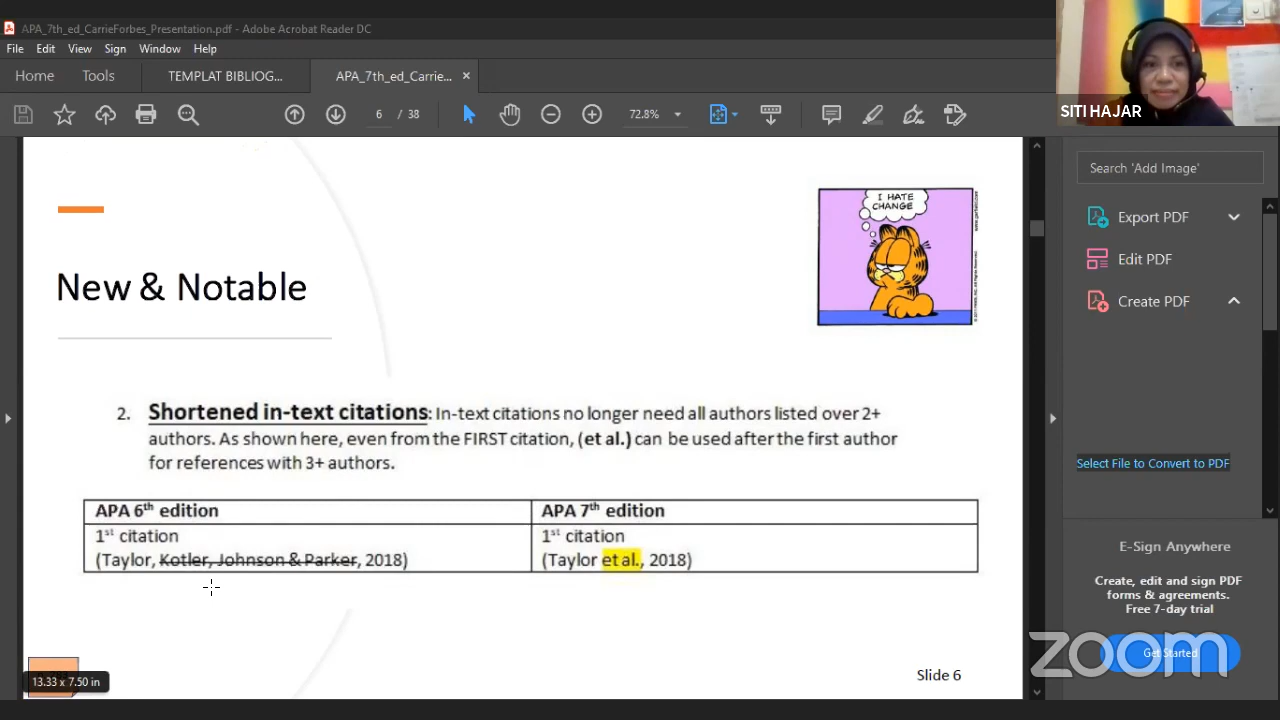 APA_7th_ed_CarrieForbes_Presentation.pdf - Adobe Acrobat Reader DC
File Edit View Sign Window Help
Home Tools TEMPLAT BIBLIOG... APA_7th_ed_Carrie... ×
6 / 38 72.8%
SITI HAJAR
Search 'Add Image'
Export PDF
Edit PDF
Create PDF
Select File to Convert to PDF
E-Sign Anywhere
Create, edit and sign PDF
forms & agreements.
Free 7-day trial
Get Started
zoom
I HATE
CHANGE
New & Notable
2. Shortened in-text citations: In-text citations no longer need all authors listed over 2+
authors. As shown here, even from the FIRST citation, (et al.) can be used after the first author
for references with 3+ authors.
APA 6th edition APA 7th edition
1st citation 1st citation
(Taylor, Kotler, Johnson & Parker, 2018) (Taylor et al., 2018)
Slide 6
13.33 x 7.50 in